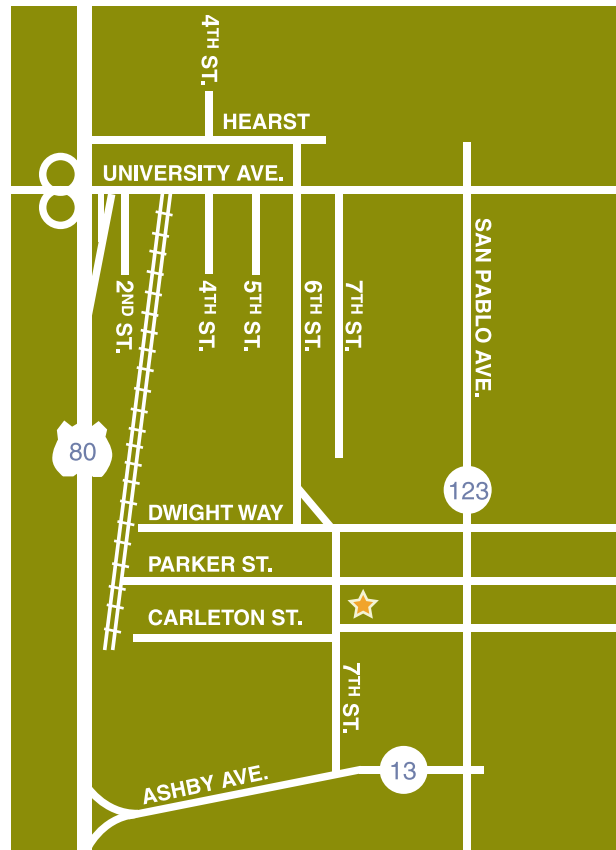 4TH ST.
HEARST
UNIVERSITY AVE.
2ND ST.
4TH ST.
5TH ST.
6TH ST.
7TH ST.
SAN PABLO AVE.
80
123
DWIGHT WAY
PARKER ST.
CARLETON ST.
7TH ST.
13
ASHBY AVE.